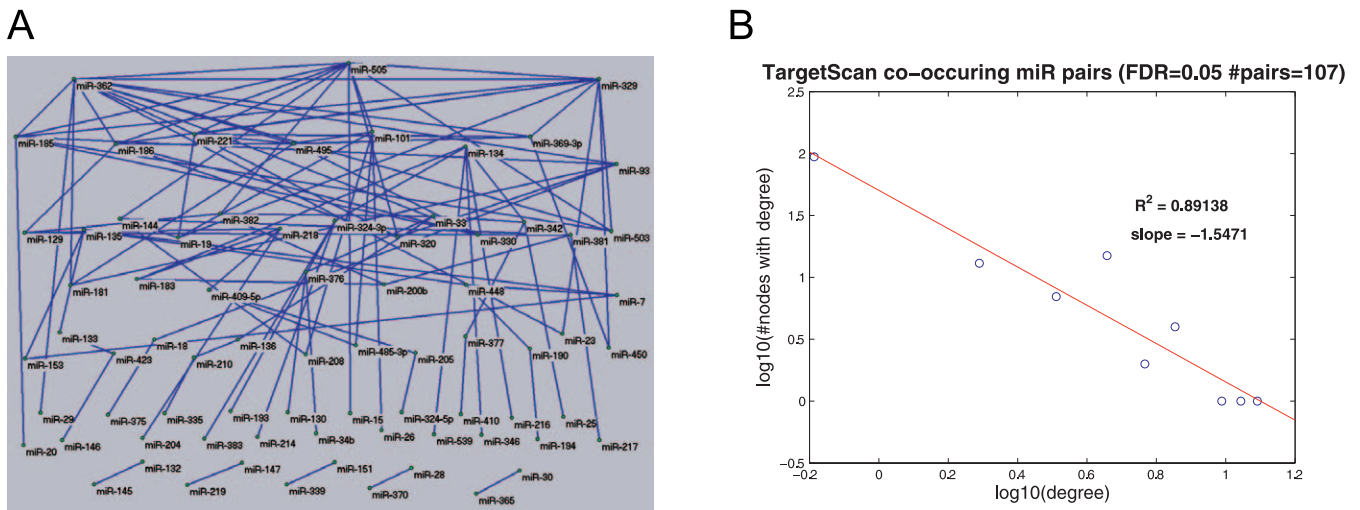 A
miR-505
miR-362
miR-329
miR-185
miR-186
miR-221
miR-495
miR-101
miR-134
miR-369-3p
miR-93
miR-129
miR-135
miR-144
miR-19
miR-382
miR-218
miR-324-3p
miR-320
miR-33
miR-330
miR-342
miR-381
miR-503
miR-181
miR-183
miR-409-5p
miR-376
miR-200b
miR-448
miR-7
miR-133
miR-153
miR-423
miR-18
miR-210
miR-136
miR-208
miR-485-3p
miR-205
miR-377
miR-190
miR-23
miR-450
miR-29
miR-375
miR-335
miR-193
miR-130
miR-15
miR-324-5p
miR-410
miR-216
miR-25
miR-20
miR-146
miR-204
miR-383
miR-214
miR-34b
miR-26
miR-539
miR-346
miR-194
miR-217
miR-132
miR-147
miR-151
miR-28
miR-30
miR-145
miR-219
miR-339
miR-370
miR-365
B
TargetScan co-occuring miR pairs (FDR=0.05 #pairs=107)
log10(#nodes with degree)
2.5
2
1.5
1
0.5
0
−0.5
R² = 0.89138
slope = −1.5471
−0.2
0
0.2
0.4
0.6
0.8
1
1.2
log10(degree)